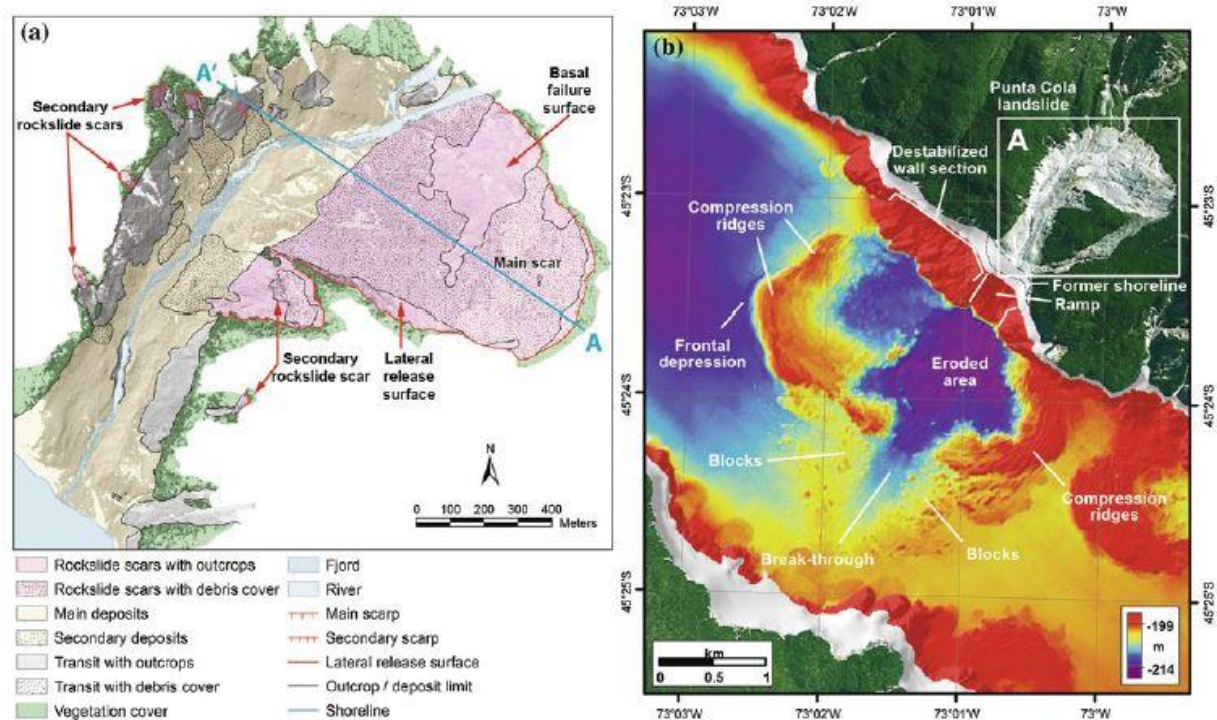 (a)
A'
Secondary
rockslide scars
Basal
failure
surface
Main scar
A
Secondary
rockslide scar
Lateral
release
surface
N
0 100 200 300 400
Meters
Rockslide scars with outcrops
Rockslide scars with debris cover
Main deposits
Secondary deposits
Transit with outcrops
Transit with debris cover
Vegetation cover
Fjord
River
Main scarp
Secondary scarp
Lateral release surface
Outcrop / deposit limit
Shoreline
73°03'W 73°02'W 73°01'W 73°W
(b)
Punta Cola
landslide
A
Destabilized
wall section
Compression
ridges
Former shoreline
Ramp
Frontal
depression
Eroded
area
Blocks
Compression
ridges
Break-through
Blocks
45°23'S
45°24'S
45°25'S
45°23'S
45°24'S
45°25'S
km
0 0.5 1
-199
m
-214
73°03'W 73°02'W 73°01'W 73°W